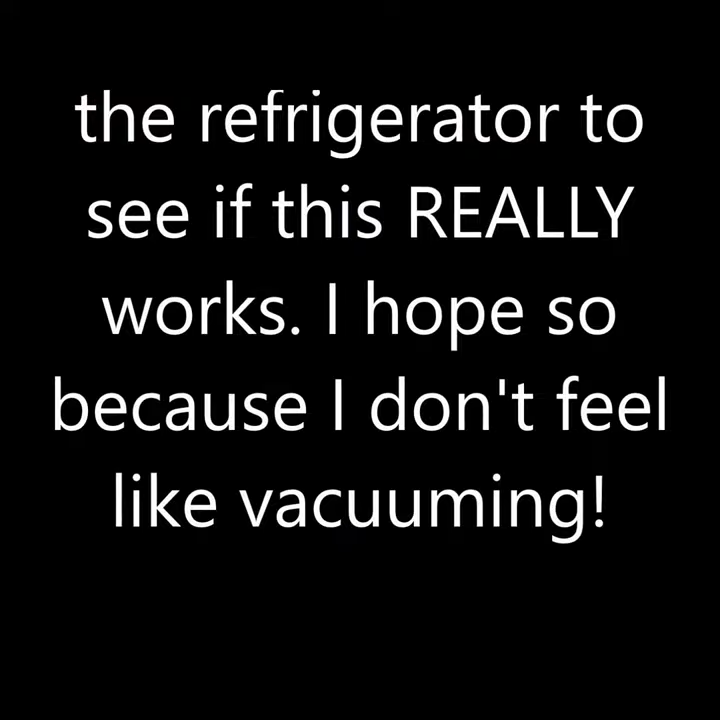 the refrigerator to
see if this REALLY
works. I hope so
because I don't feel
like vacuuming!